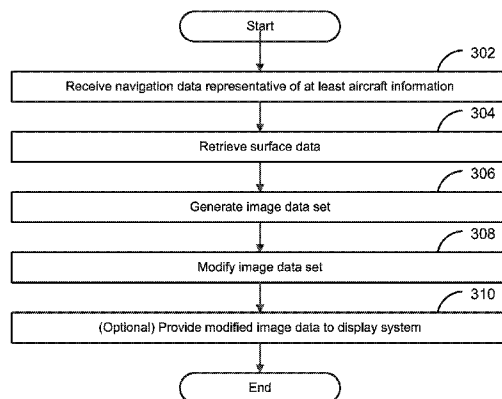 Start
302
Receive navigation data representative of at least aircraft information
304
Retrieve surface data
306
Generate image data set
308
Modify image data set
310
(Optional) Provide modified image data to display system
End